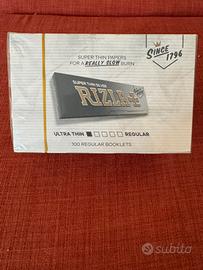 SINCE
1796
SUPER THIN PAPERS
FOR A REALLY SLOW BURN
SUPER THIN SILVER
RIZLA+
ULTRA THIN
REGULAR
100 REGULAR BOOKLETS
subito